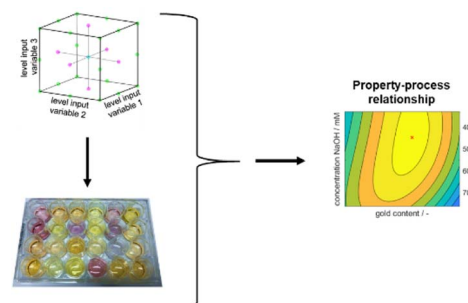 level input
variable 3
level input
variable 2
level input
variable 1
Property-process
relationship
concentration NaOH / mM
40
50
60
70
gold content / -